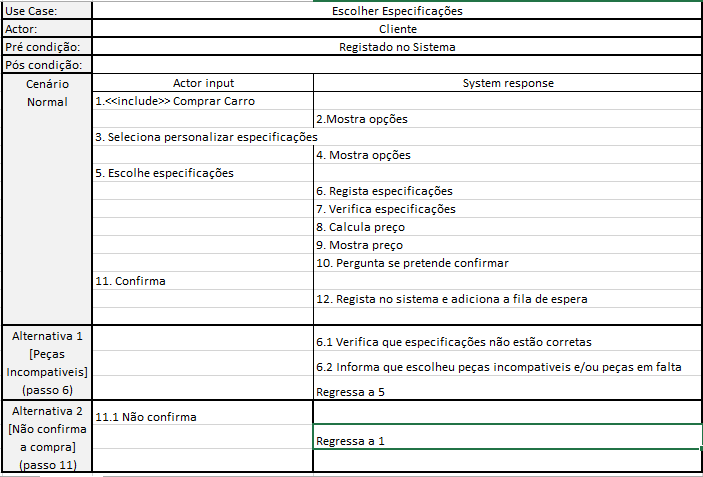 Use Case: Escolher Especificações
Actor: Cliente
Pré condição: Registado no Sistema
Pós condição:
Cenário Normal
Actor input System response
1.<<include>> Comprar Carro
2.Mostra opções
3. Seleciona personalizar especificações
4. Mostra opções
5. Escolhe especificações
6. Regista especificações
7. Verifica especificações
8. Calcula preço
9. Mostra preço
10. Pergunta se pretende confirmar
11. Confirma
12. Regista no sistema e adiciona a fila de espera
Alternativa 1
[Peças
Incompativeis]
(passo 6)
6.1 Verifica que especificações não estão corretas
6.2 Informa que escolheu peças incompativeis e/ou peças em falta
Regressa a 5
Alternativa 2
[Não confirma
a compra]
(passo 11)
11.1 Não confirma
Regressa a 1